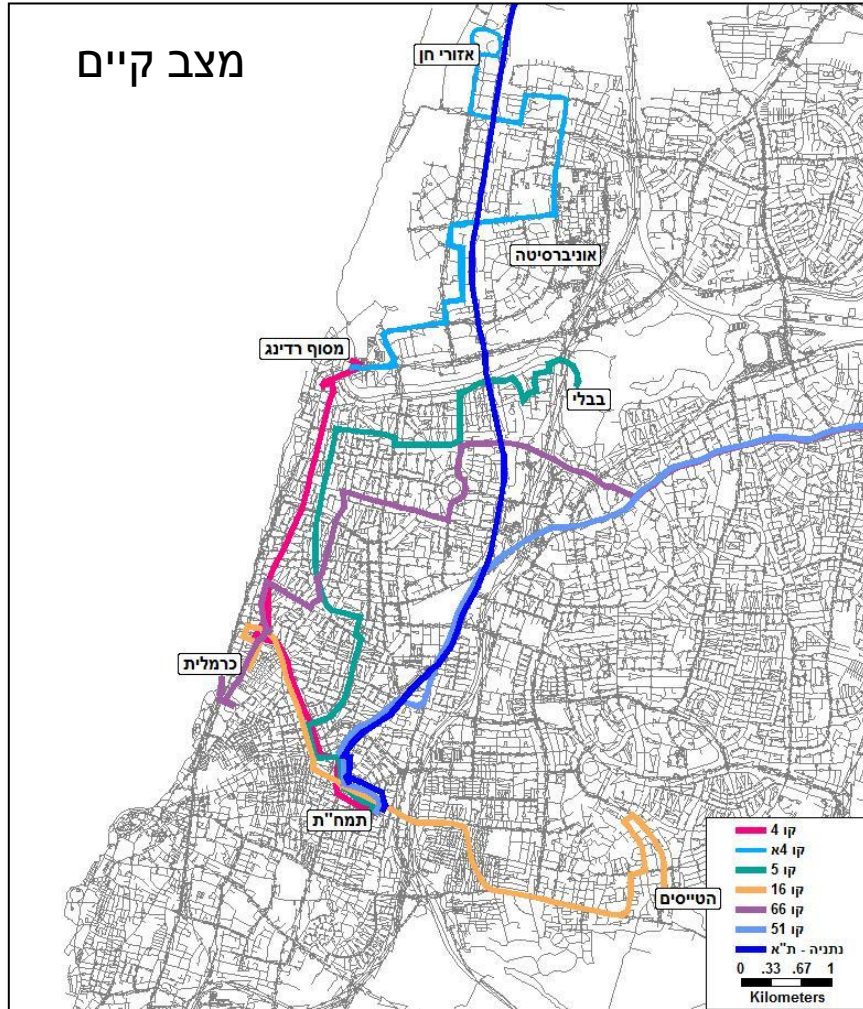 מצב קיים
אזורי חן
אוניברסיטה
מסוף רדינג
בבלי
כרמלית
תמח"ת
הטייסים
קו 4
קו 4א
קו 5
קו 16
קו 66
קו 51
נתניה - ת"א
0 .33 .67 1
Kilometers